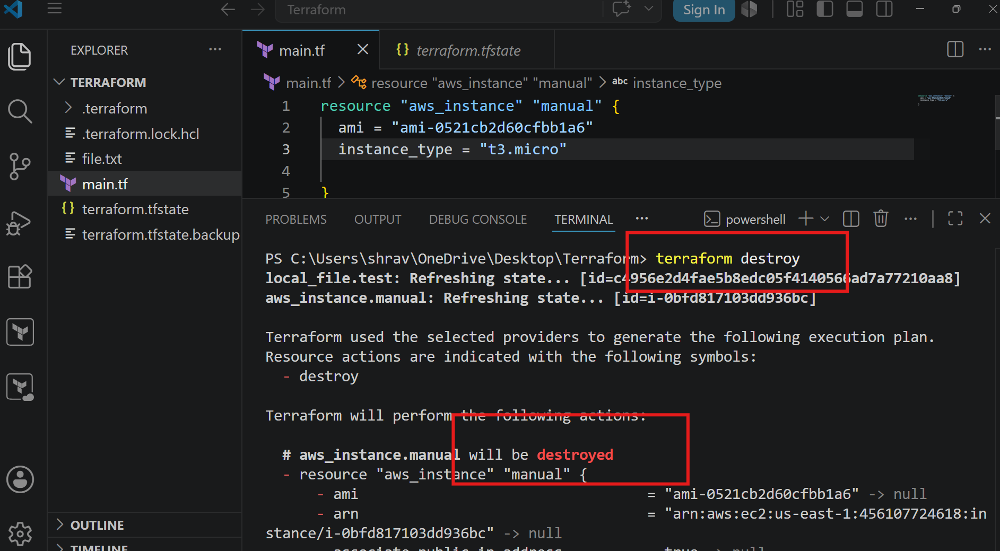 Terraform
Sign In
EXPLORER
TERRAFORM
.terraform
.terraform.lock.hcl
file.txt
main.tf
terraform.tfstate
terraform.tfstate.backup
OUTLINE
TIMELINE
main.tf
{} terraform.tfstate
main.tf > resource "aws_instance" "manual" > abc instance_type
1 resource "aws_instance" "manual" {
2 ami = "ami-0521cb2d60cfbb1a6"
3 instance_type = "t3.micro"
4
5 }
PROBLEMS OUTPUT DEBUG CONSOLE TERMINAL ... powershell
PS C:\Users\shrav\OneDrive\Desktop\Terraform> terraform destroy
local_file.test: Refreshing state... [id=c4956e2d4fae5b8edc05f4140566ad7a77210aa8]
aws_instance.manual: Refreshing state... [id=i-0bfd817103dd936bc]
Terraform used the selected providers to generate the following execution plan.
Resource actions are indicated with the following symbols:
- destroy
Terraform will perform the following actions:
# aws_instance.manual will be destroyed
- resource "aws_instance" "manual" {
- ami = "ami-0521cb2d60cfbb1a6" -> null
- arn = "arn:aws:ec2:us-east-1:456107724618:in
stance/i-0bfd817103dd936bc" -> null